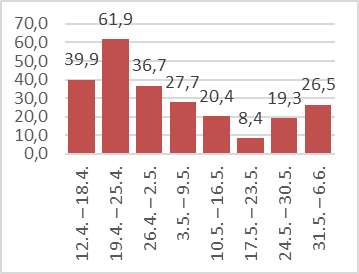 70,0
60,0
50,0
40,0
30,0
20,0
10,0
0,0
39,9
61,9
36,7
27,7
20,4
8,4
19,3
26,5
12.4. – 18.4.
19.4. – 25.4.
26.4. – 2.5.
3.5. – 9.5.
10.5. – 16.5.
17.5. – 23.5.
24.5. – 30.5.
31.5. – 6.6.